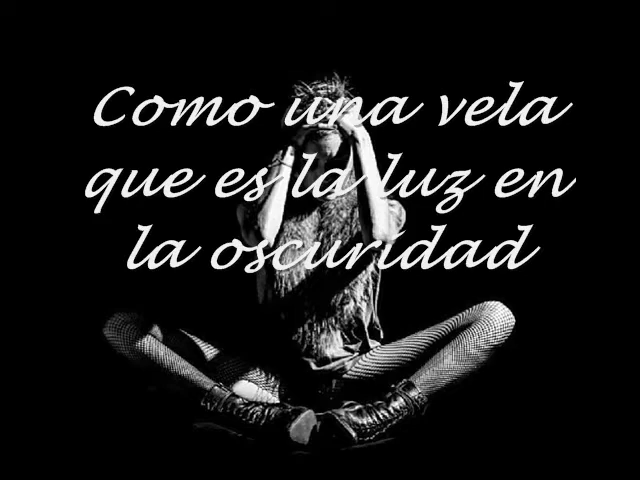 Como una vela
que es la luz en
la oscuridad